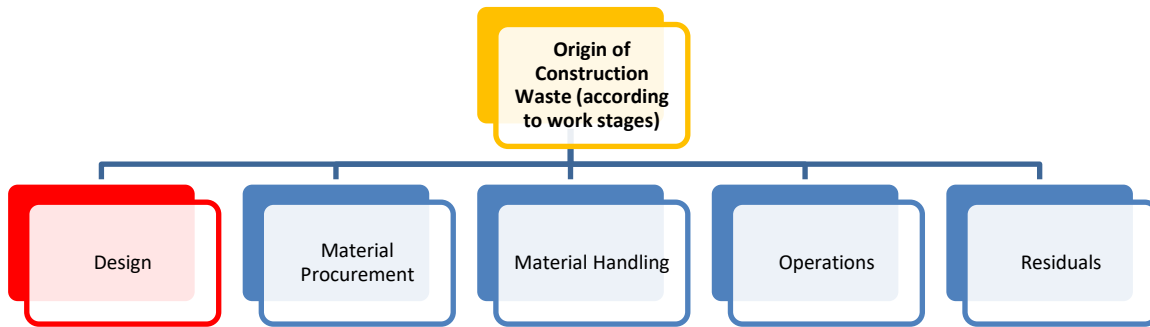 Origin of
Construction
Waste (according
to work stages)
Design
Material
Procurement
Material Handling
Operations
Residuals